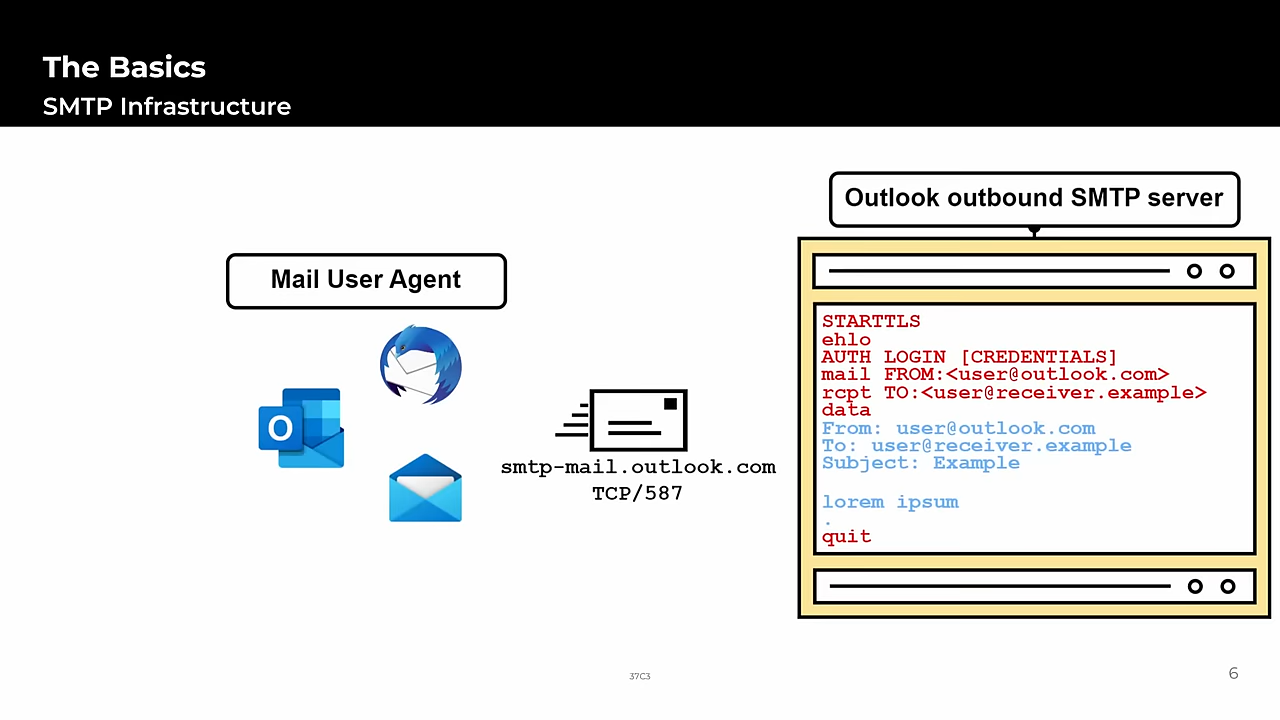 The Basics
SMTP Infrastructure
Outlook outbound SMTP server
Mail User Agent
O
smtp-mail.outlook.com
TCP/587
STARTTLS
ehlo
AUTH LOGIN [CREDENTIALS]
mail FROM:<user@outlook.com>
rcpt TO:<user@receiver.example>
data
From: user@outlook.com
To: user@receiver.example
Subject: Example
lorem ipsum
.
quit
37C3
6